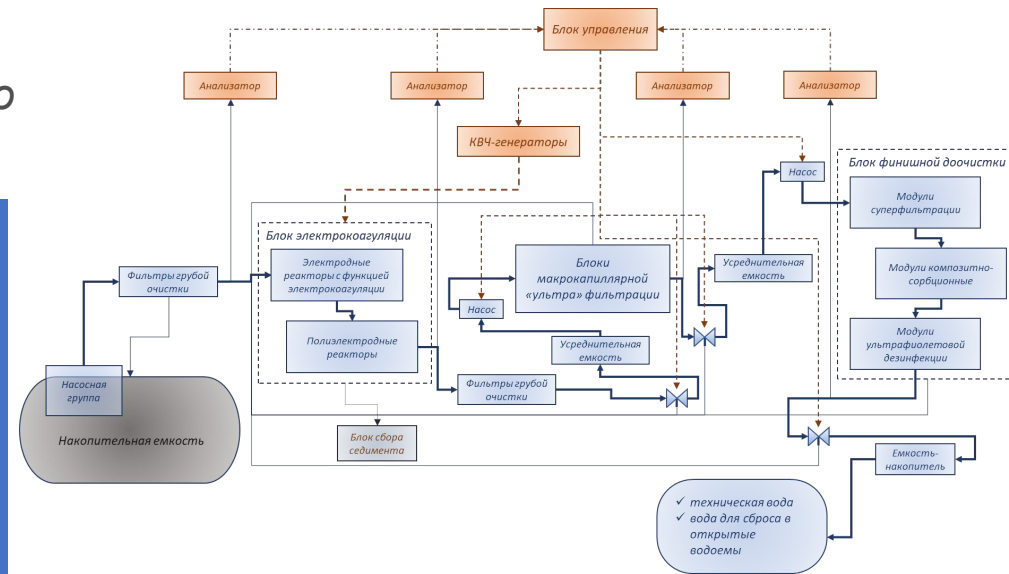 Блок управления
ю
Анализатор
Анализатор
Анализатор
Анализатор
КВЧ-генераторы
Блок финишной доочистки
Насос
Модули
суперфильтрации
Блок электрокоагуляции
Электродные
реакторы с функцией
электрокоагуляции
Блоки
макрокапиллярной
«ультра» фильтрации
Усреднительная
емкость
Модули композитно-
сорбционные
Фильтры грубой
очистки
Насос
Полиэлектродные
реакторы
Усреднительная
емкость
Модули
ультрафиолетовой
дезинфекции
Насосная
группа
Фильтры грубой
очистки
Накопительная емкость
Блок сбора
седимента
Емкость-
накопитель
✓ техническая вода
✓ вода для сброса в
открытые
водоемы